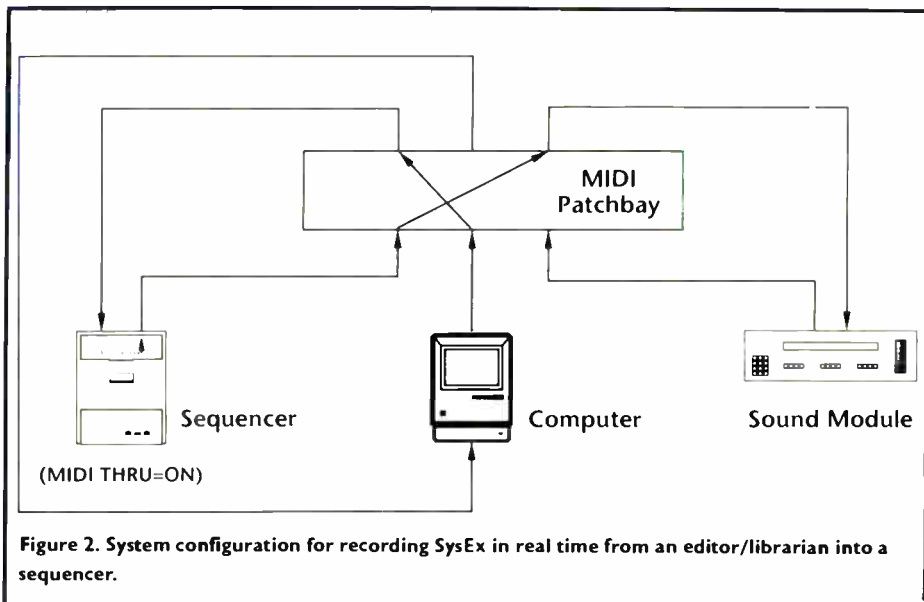 MIDI
Patchbay
Sequencer
Computer
Sound Module
(MIDI THRU=ON)
Figure 2. System configuration for recording SysEx in real time from an editor/librarian into a
sequencer.